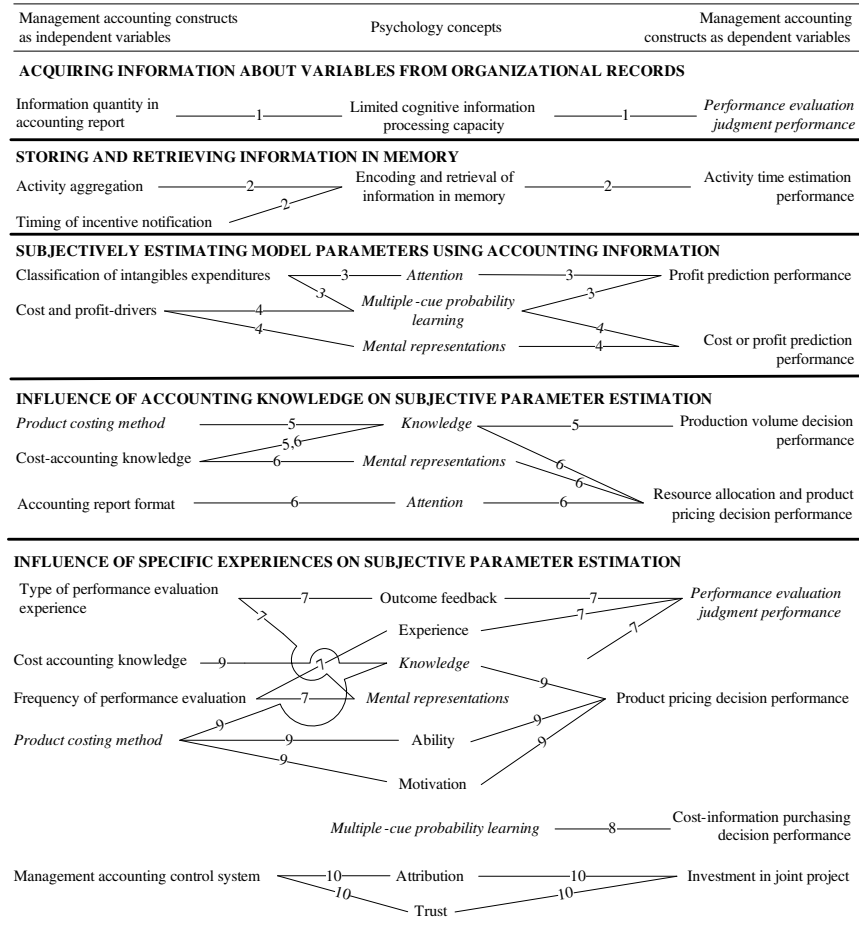 Management accounting constructs
as independent variables
Psychology concepts
Management accounting
constructs as dependent variables
ACQUIRING INFORMATION ABOUT VARIABLES FROM ORGANIZATIONAL RECORDS
Information quantity in
accounting report
1
Limited cognitive information
processing capacity
1
Performance evaluation
judgment performance
STORING AND RETRIEVING INFORMATION IN MEMORY
Activity aggregation
2
Encoding and retrieval of
information in memory
2
Activity time estimation
performance
2
Timing of incentive notification
SUBJECTIVELY ESTIMATING MODEL PARAMETERS USING ACCOUNTING INFORMATION
Classification of intangibles expenditures
3
Attention
3
Profit prediction performance
3
3
Cost and profit-drivers
4
Multiple-cue probability
learning
4
4
Mental representations
4
Cost or profit prediction
performance
INFLUENCE OF ACCOUNTING KNOWLEDGE ON SUBJECTIVE PARAMETER ESTIMATION
Product costing method
5
Knowledge
5
Production volume decision
performance
5,6
Cost-accounting knowledge
6
Mental representations
6
6
Accounting report format
6
Attention
6
Resource allocation and product
pricing decision performance
INFLUENCE OF SPECIFIC EXPERIENCES ON SUBJECTIVE PARAMETER ESTIMATION
Type of performance evaluation
experience
7
Outcome feedback
7
Performance evaluation
judgment performance
7
Experience
7
7
Cost accounting knowledge
9
7
Knowledge
9
Frequency of performance evaluation
7
Mental representations
Product pricing decision performance
9
Product costing method
9
Ability
9
9
Motivation
9
Multiple-cue probability learning
8
Cost-information purchasing
decision performance
Management accounting control system
10
Attribution
10
Investment in joint project
10
Trust
10